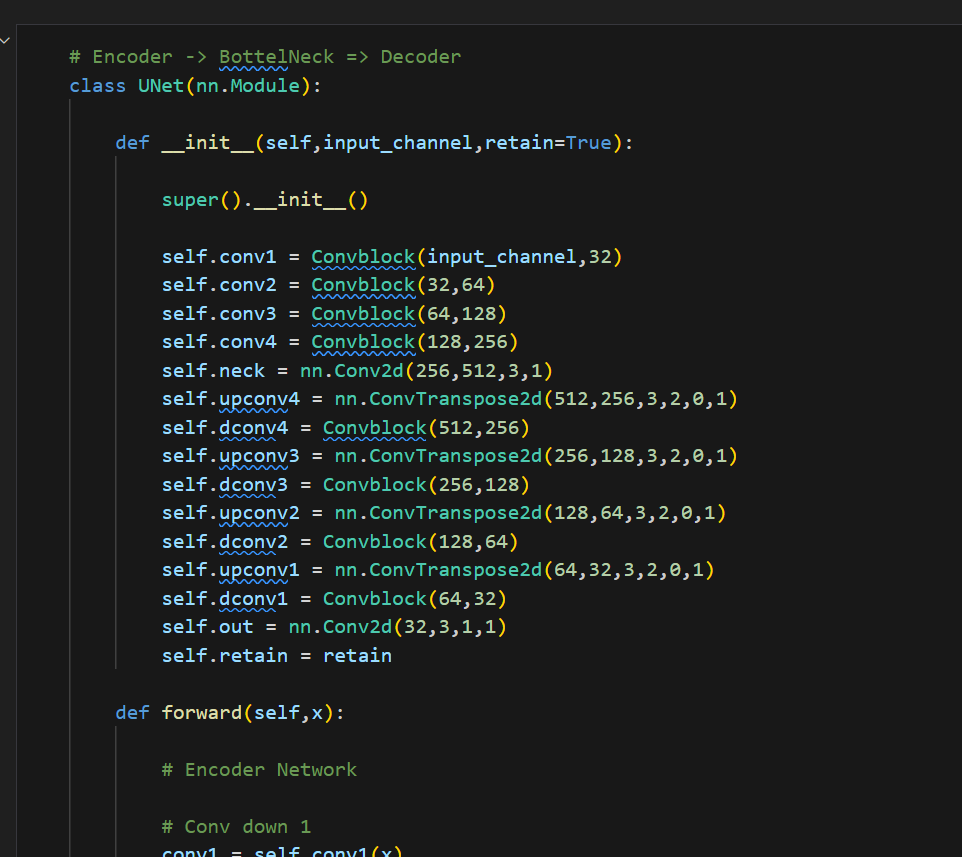 # Encoder -> BottelNeck => Decoder
class UNet(nn.Module):
def __init__(self,input_channel,retain=True):
super().__init__()
self.conv1 = Convblock(input_channel,32)
self.conv2 = Convblock(32,64)
self.conv3 = Convblock(64,128)
self.conv4 = Convblock(128,256)
self.neck = nn.Conv2d(256,512,3,1)
self.upconv4 = nn.ConvTranspose2d(512,256,3,2,0,1)
self.dconv4 = Convblock(512,256)
self.upconv3 = nn.ConvTranspose2d(256,128,3,2,0,1)
self.dconv3 = Convblock(256,128)
self.upconv2 = nn.ConvTranspose2d(128,64,3,2,0,1)
self.dconv2 = Convblock(128,64)
self.upconv1 = nn.ConvTranspose2d(64,32,3,2,0,1)
self.dconv1 = Convblock(64,32)
self.out = nn.Conv2d(32,3,1,1)
self.retain = retain
def forward(self,x):
# Encoder Network
# Conv down 1
conv1 = self.conv1(x)